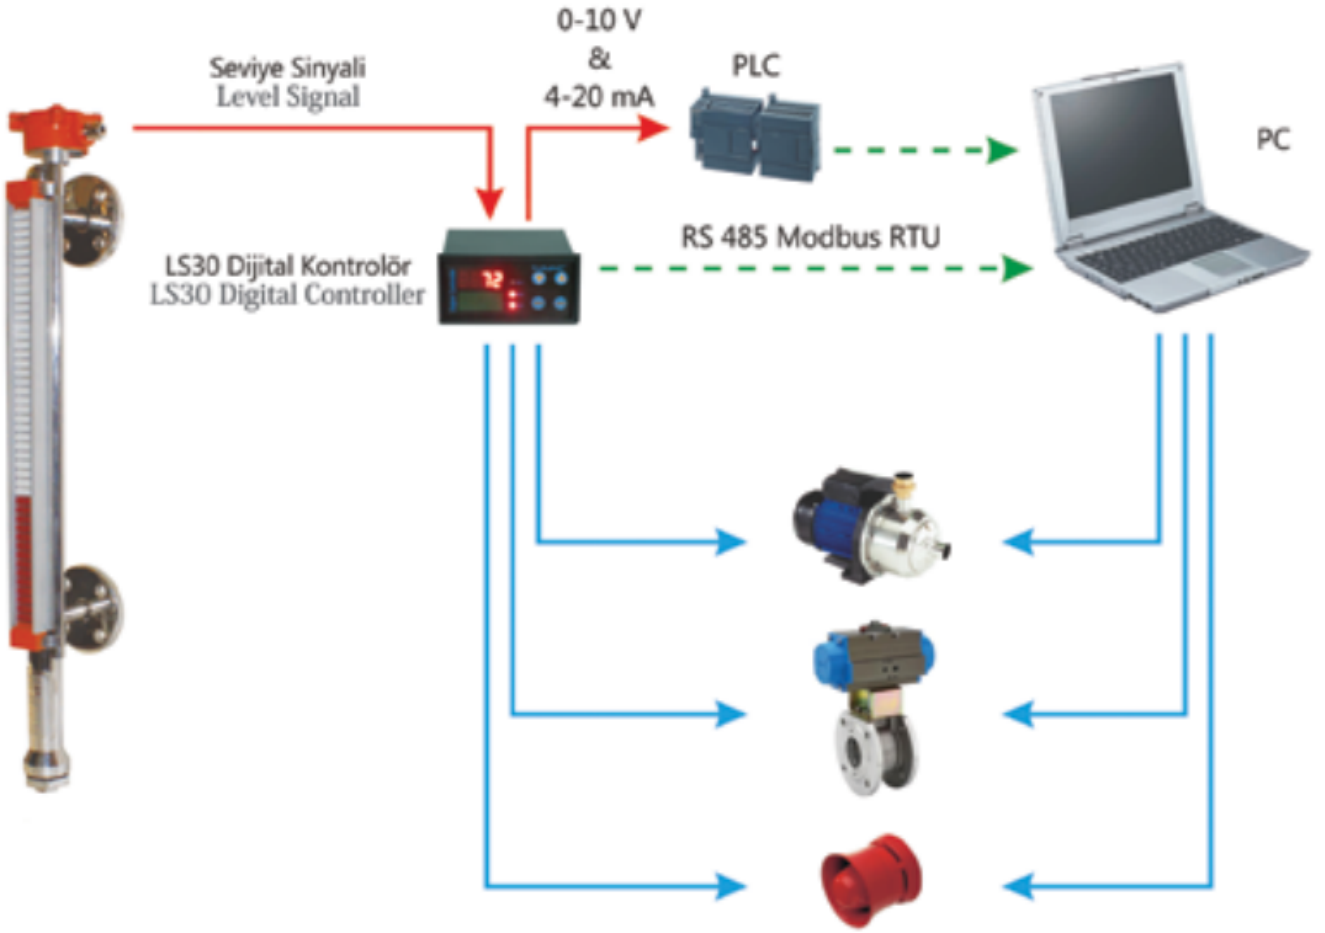 0-10 V
&
4-20 mA
Seviye Sinyali
Level Signal
PLC
PC
RS 485 Modbus RTU
LS30 Dijital Kontrolör
LS30 Digital Controller
72